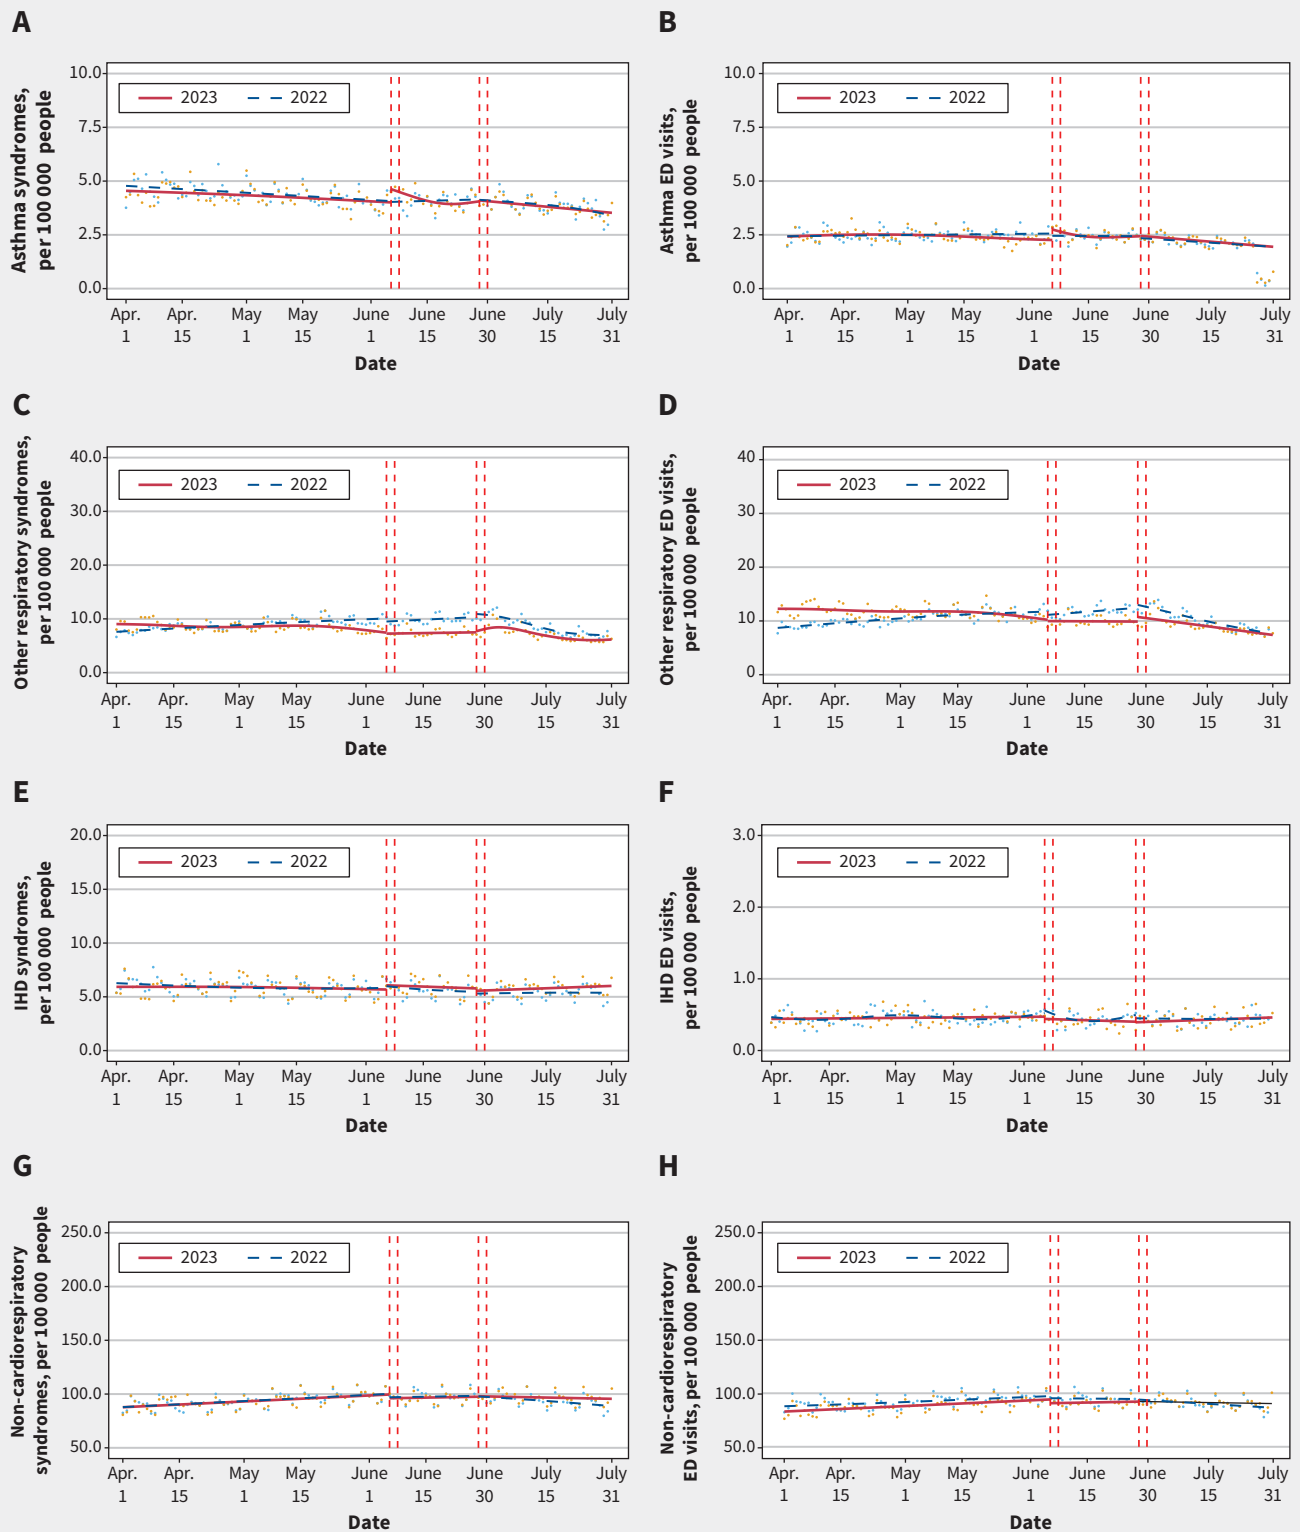 A
Asthma syndromes,
per 100 000 people
10.0
7.5
5.0
2.5
0.0
2023
2022
Apr. 1
Apr. 15
May 1
May 15
June 1
June 15
June 30
July 15
July 31
Date
B
Asthma ED visits,
per 100 000 people
10.0
7.5
5.0
2.5
0.0
2023
2022
Apr. 1
Apr. 15
May 1
May 15
June 1
June 15
June 30
July 15
July 31
Date
C
Other respiratory syndromes,
per 100 000 people
40.0
30.0
20.0
10.0
0.0
2023
2022
Apr. 1
Apr. 15
May 1
May 15
June 1
June 15
June 30
July 15
July 31
Date
D
Other respiratory ED visits,
per 100 000 people
40
30
20
10
0
2023
2022
Apr. 1
Apr. 15
May 1
May 15
June 1
June 15
June 30
July 15
July 31
Date
E
IHD syndromes,
per 100 000 people
20.0
15.0
10.0
5.0
0.0
2023
2022
Apr. 1
Apr. 15
May 1
May 15
June 1
June 15
June 30
July 15
July 31
Date
F
IHD ED visits,
per 100 000 people
3.0
2.0
1.0
0.0
2023
2022
Apr. 1
Apr. 15
May 1
May 15
June 1
June 15
June 30
July 15
July 31
Date
G
Non-cardiorespiratory
syndromes, per 100 000 people
250.0
200.0
150.0
100.0
50.0
2023
2022
Apr. 1
Apr. 15
May 1
May 15
June 1
June 15
June 30
July 15
July 31
Date
H
Non-cardiorespiratory
ED visits, per 100 000 people
250.0
200.0
150.0
100.0
50.0
2023
2022
Apr. 1
Apr. 15
May 1
May 15
June 1
June 15
June 30
July 15
July 31
Date